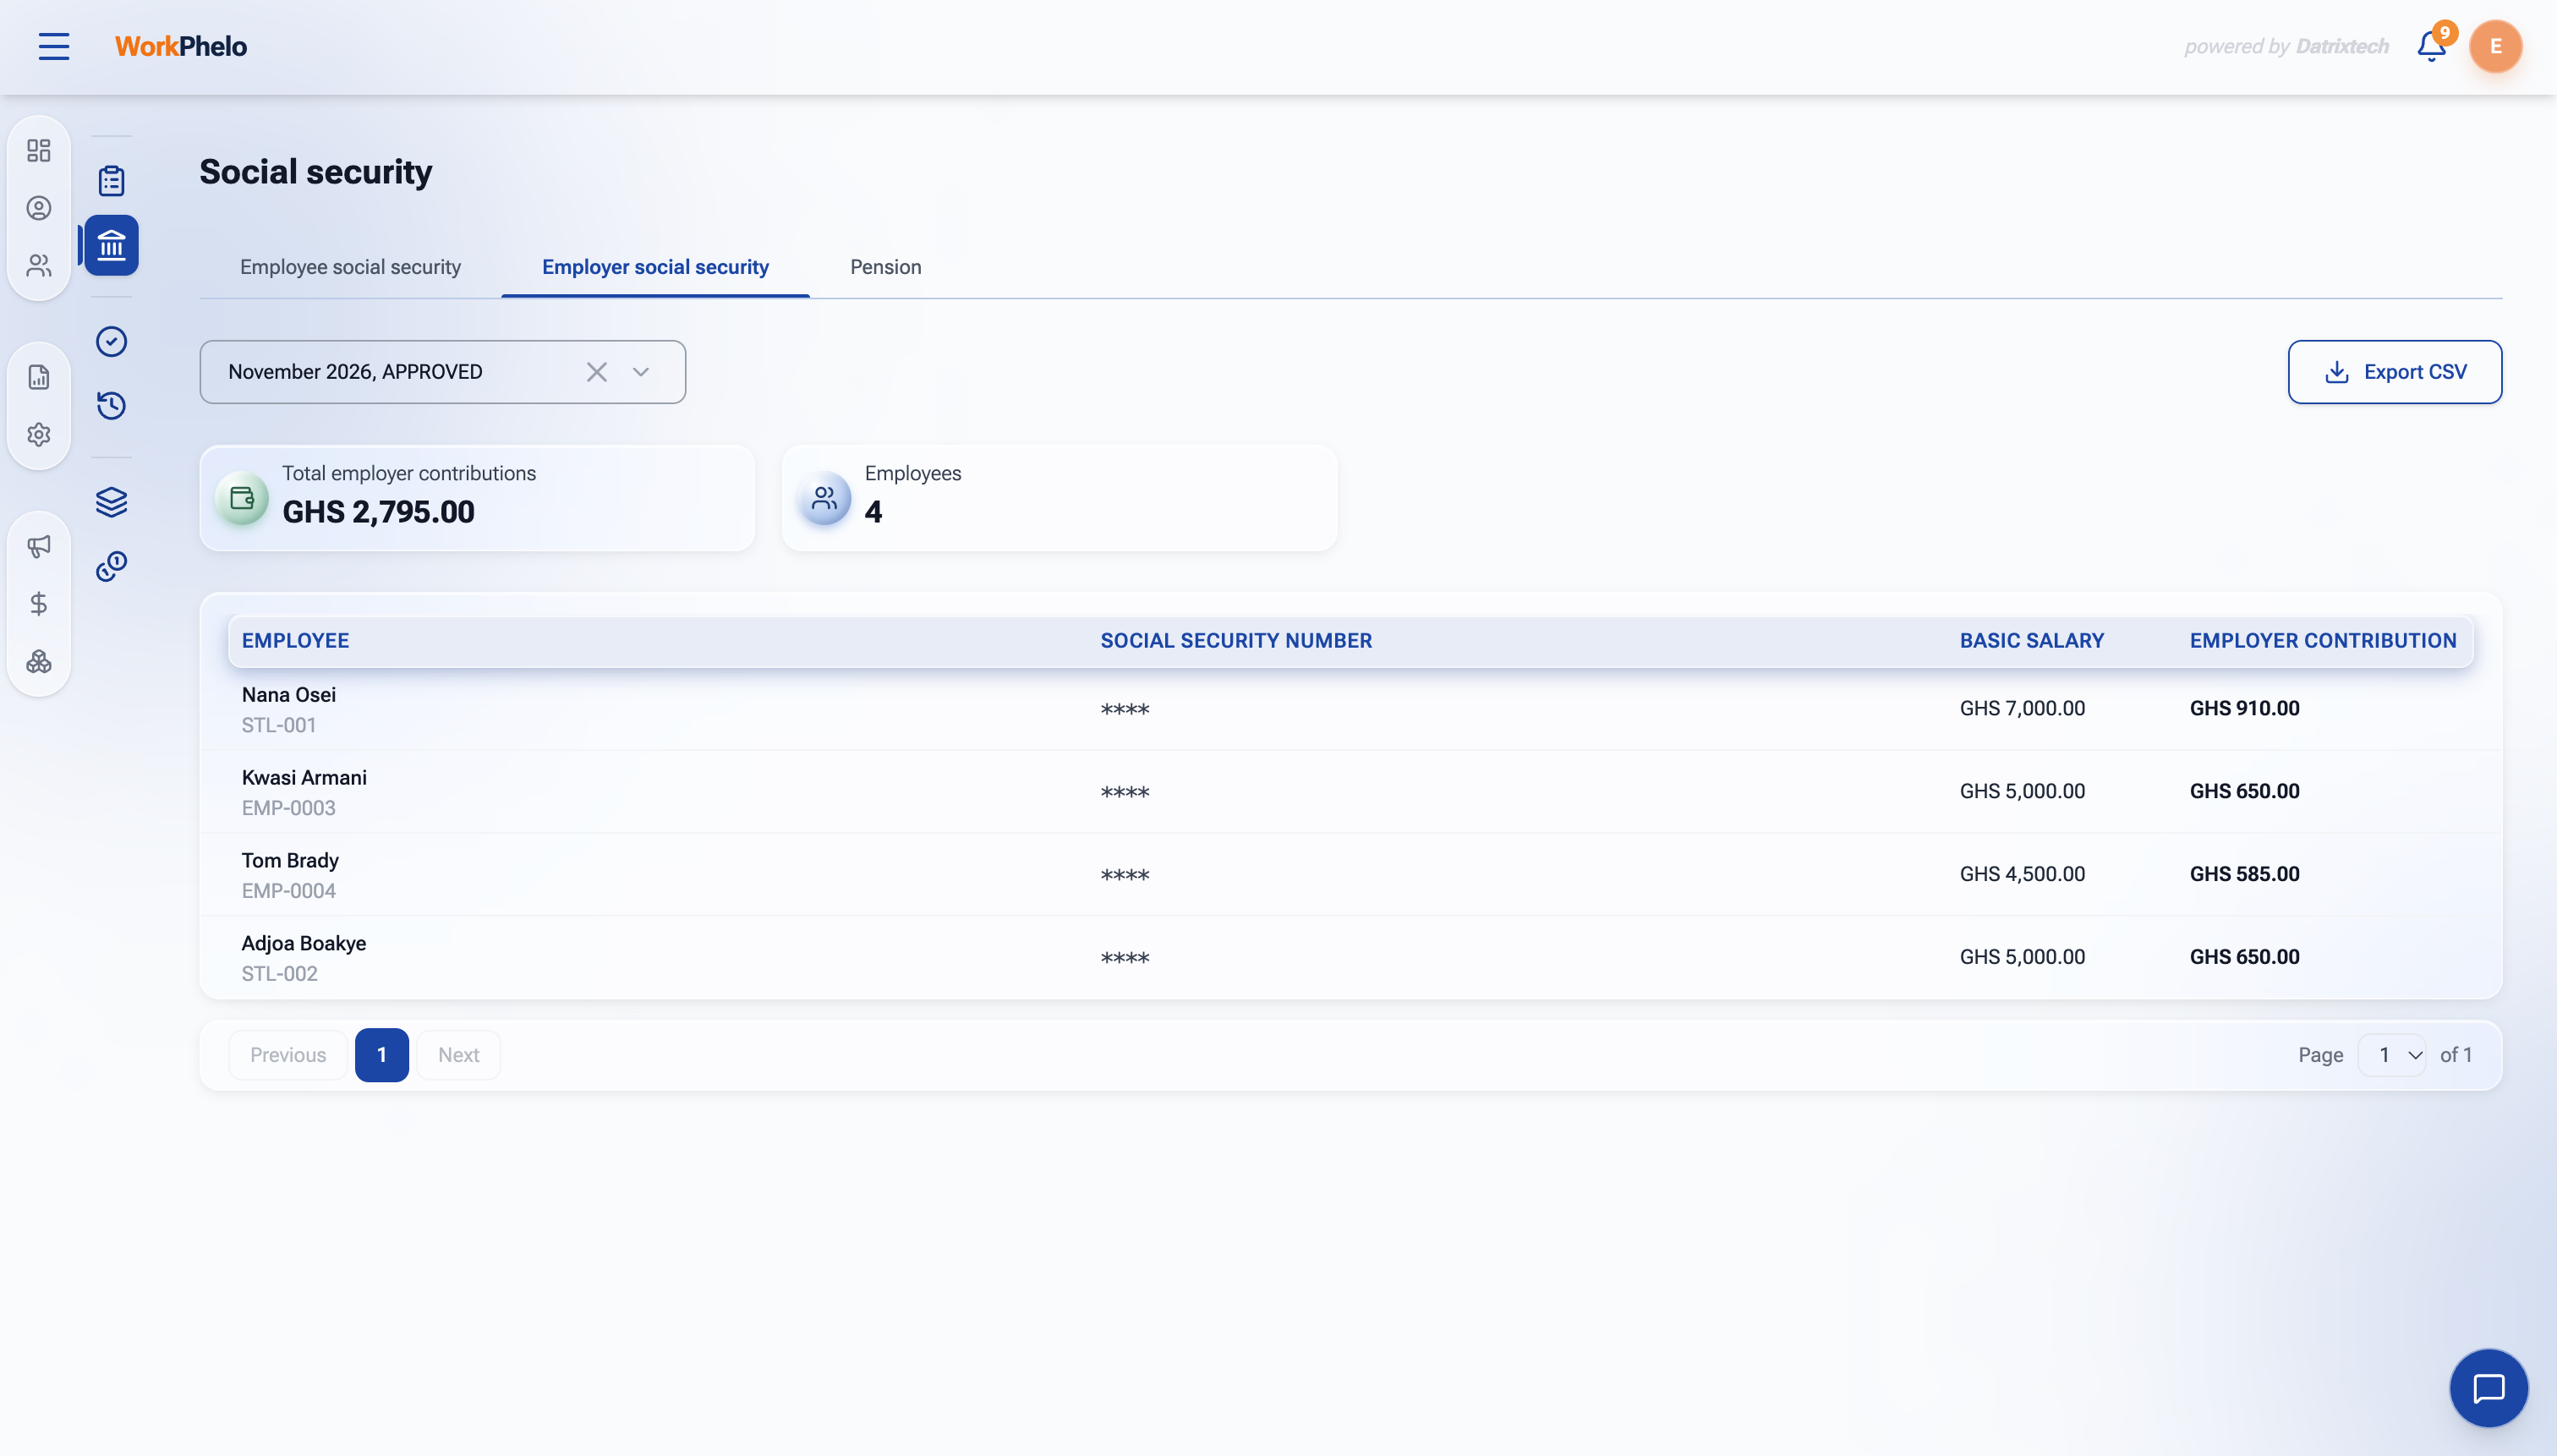 WorkPhelo
powered by Datrixtech
9
E
Social security
Employee social security
Employer social security
Pension
November 2026, APPROVED
Export CSV
Total employer contributions
GHS 2,795.00
Employees
4
EMPLOYEE SOCIAL SECURITY NUMBER BASIC SALARY EMPLOYER CONTRIBUTION
Nana Osei
STL-001
**** GHS 7,000.00 GHS 910.00
Kwasi Armani
EMP-0003
**** GHS 5,000.00 GHS 650.00
Tom Brady
EMP-0004
**** GHS 4,500.00 GHS 585.00
Adjoa Boakye
STL-002
**** GHS 5,000.00 GHS 650.00
Previous 1 Next
Page 1 of 1